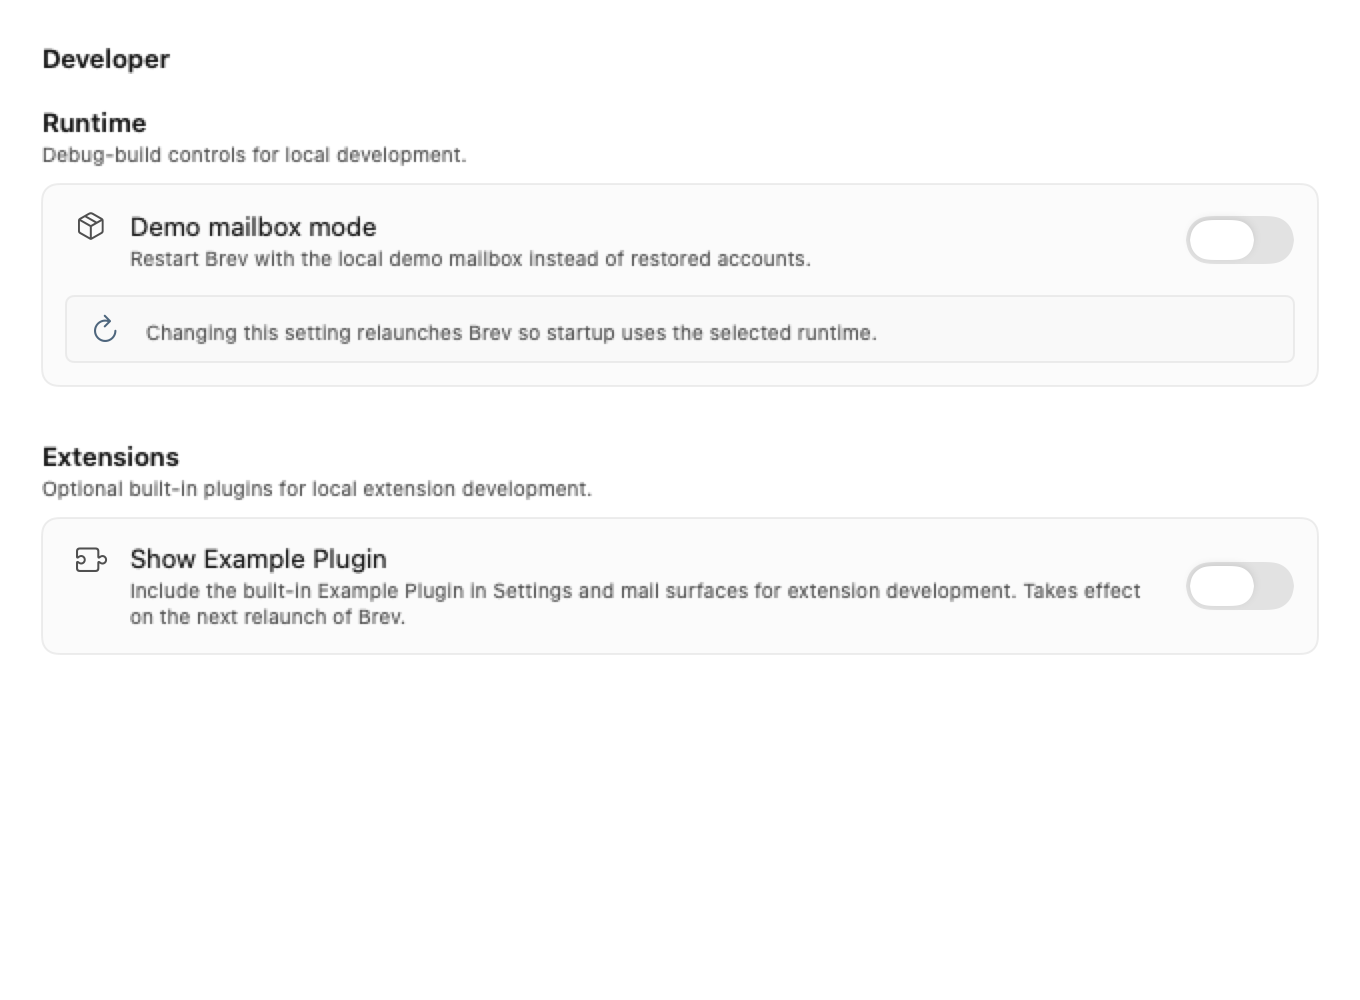 Developer
Runtime
Debug-build controls for local development.
Demo mailbox mode
Restart Brev with the local demo mailbox instead of restored accounts.
Changing this setting relaunches Brev so startup uses the selected runtime.
Extensions
Optional built-in plugins for local extension development.
Show Example Plugin
Include the built-in Example Plugin in Settings and mail surfaces for extension development. Takes effect
on the next relaunch of Brev.